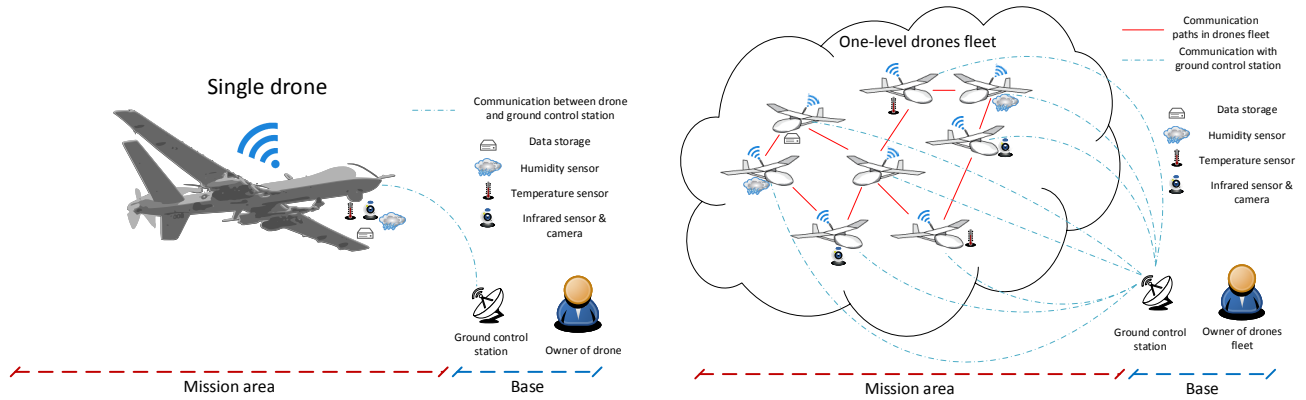 Single drone
Communication between drone
and ground control station
Data storage
Humidity sensor
Temperature sensor
Infrared sensor &
camera
Ground control
station
Owner of drone
Mission area
Base
One-level drones fleet
Communication
paths in drones fleet
Communication with
ground control station
Data storage
Humidity sensor
Temperature sensor
Infrared sensor &
camera
Ground control
station
Owner of drones
fleet
Mission area
Base